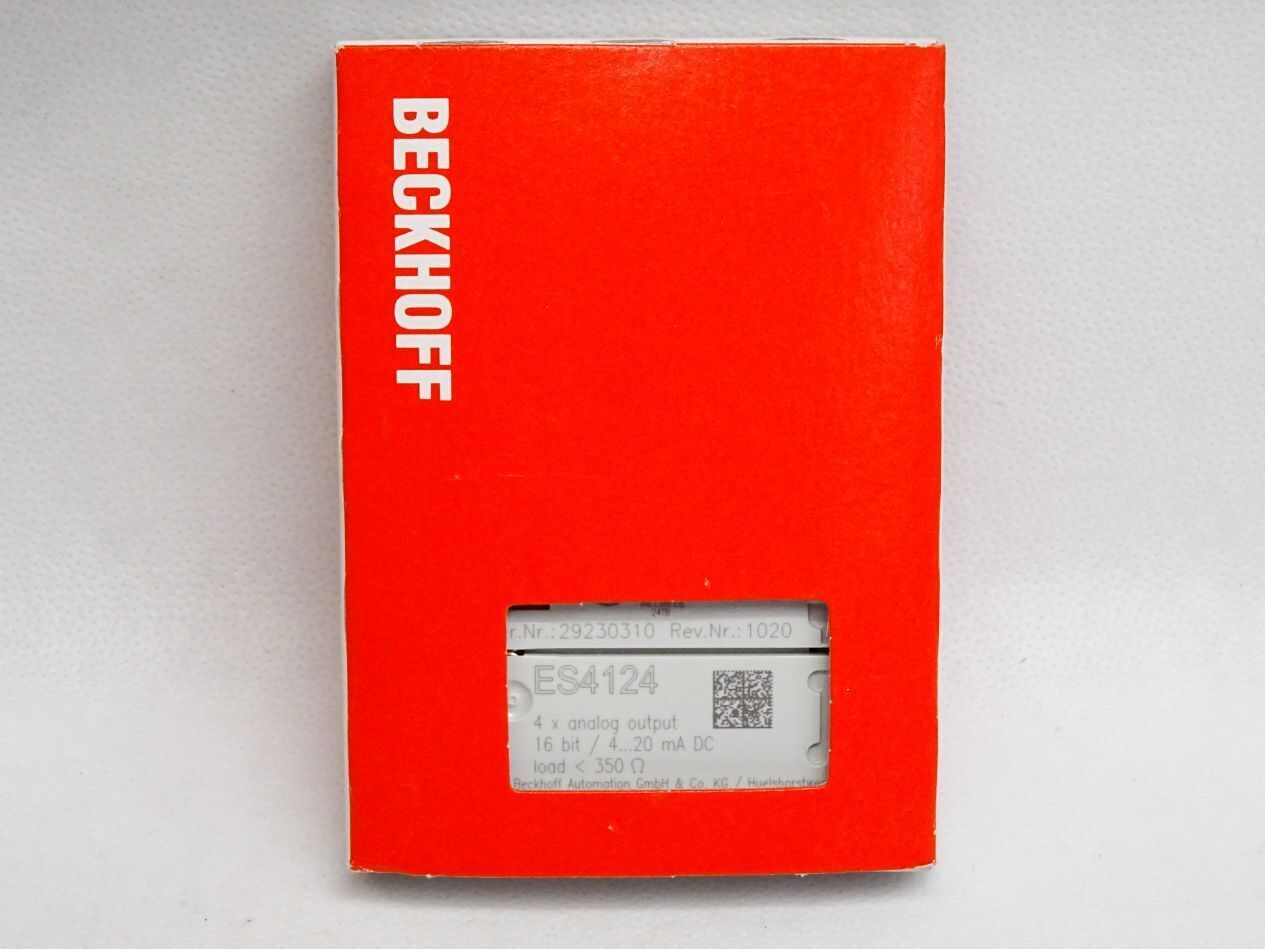 BECKHOFF
r.Nr.:29230310 Rev.Nr.:1020
ES4124
4 x analog output
16 bit / 4...20 mA DC
load < 350 Ω
Beckhoff Automation GmbH & Co. KG / Huelshorstwe